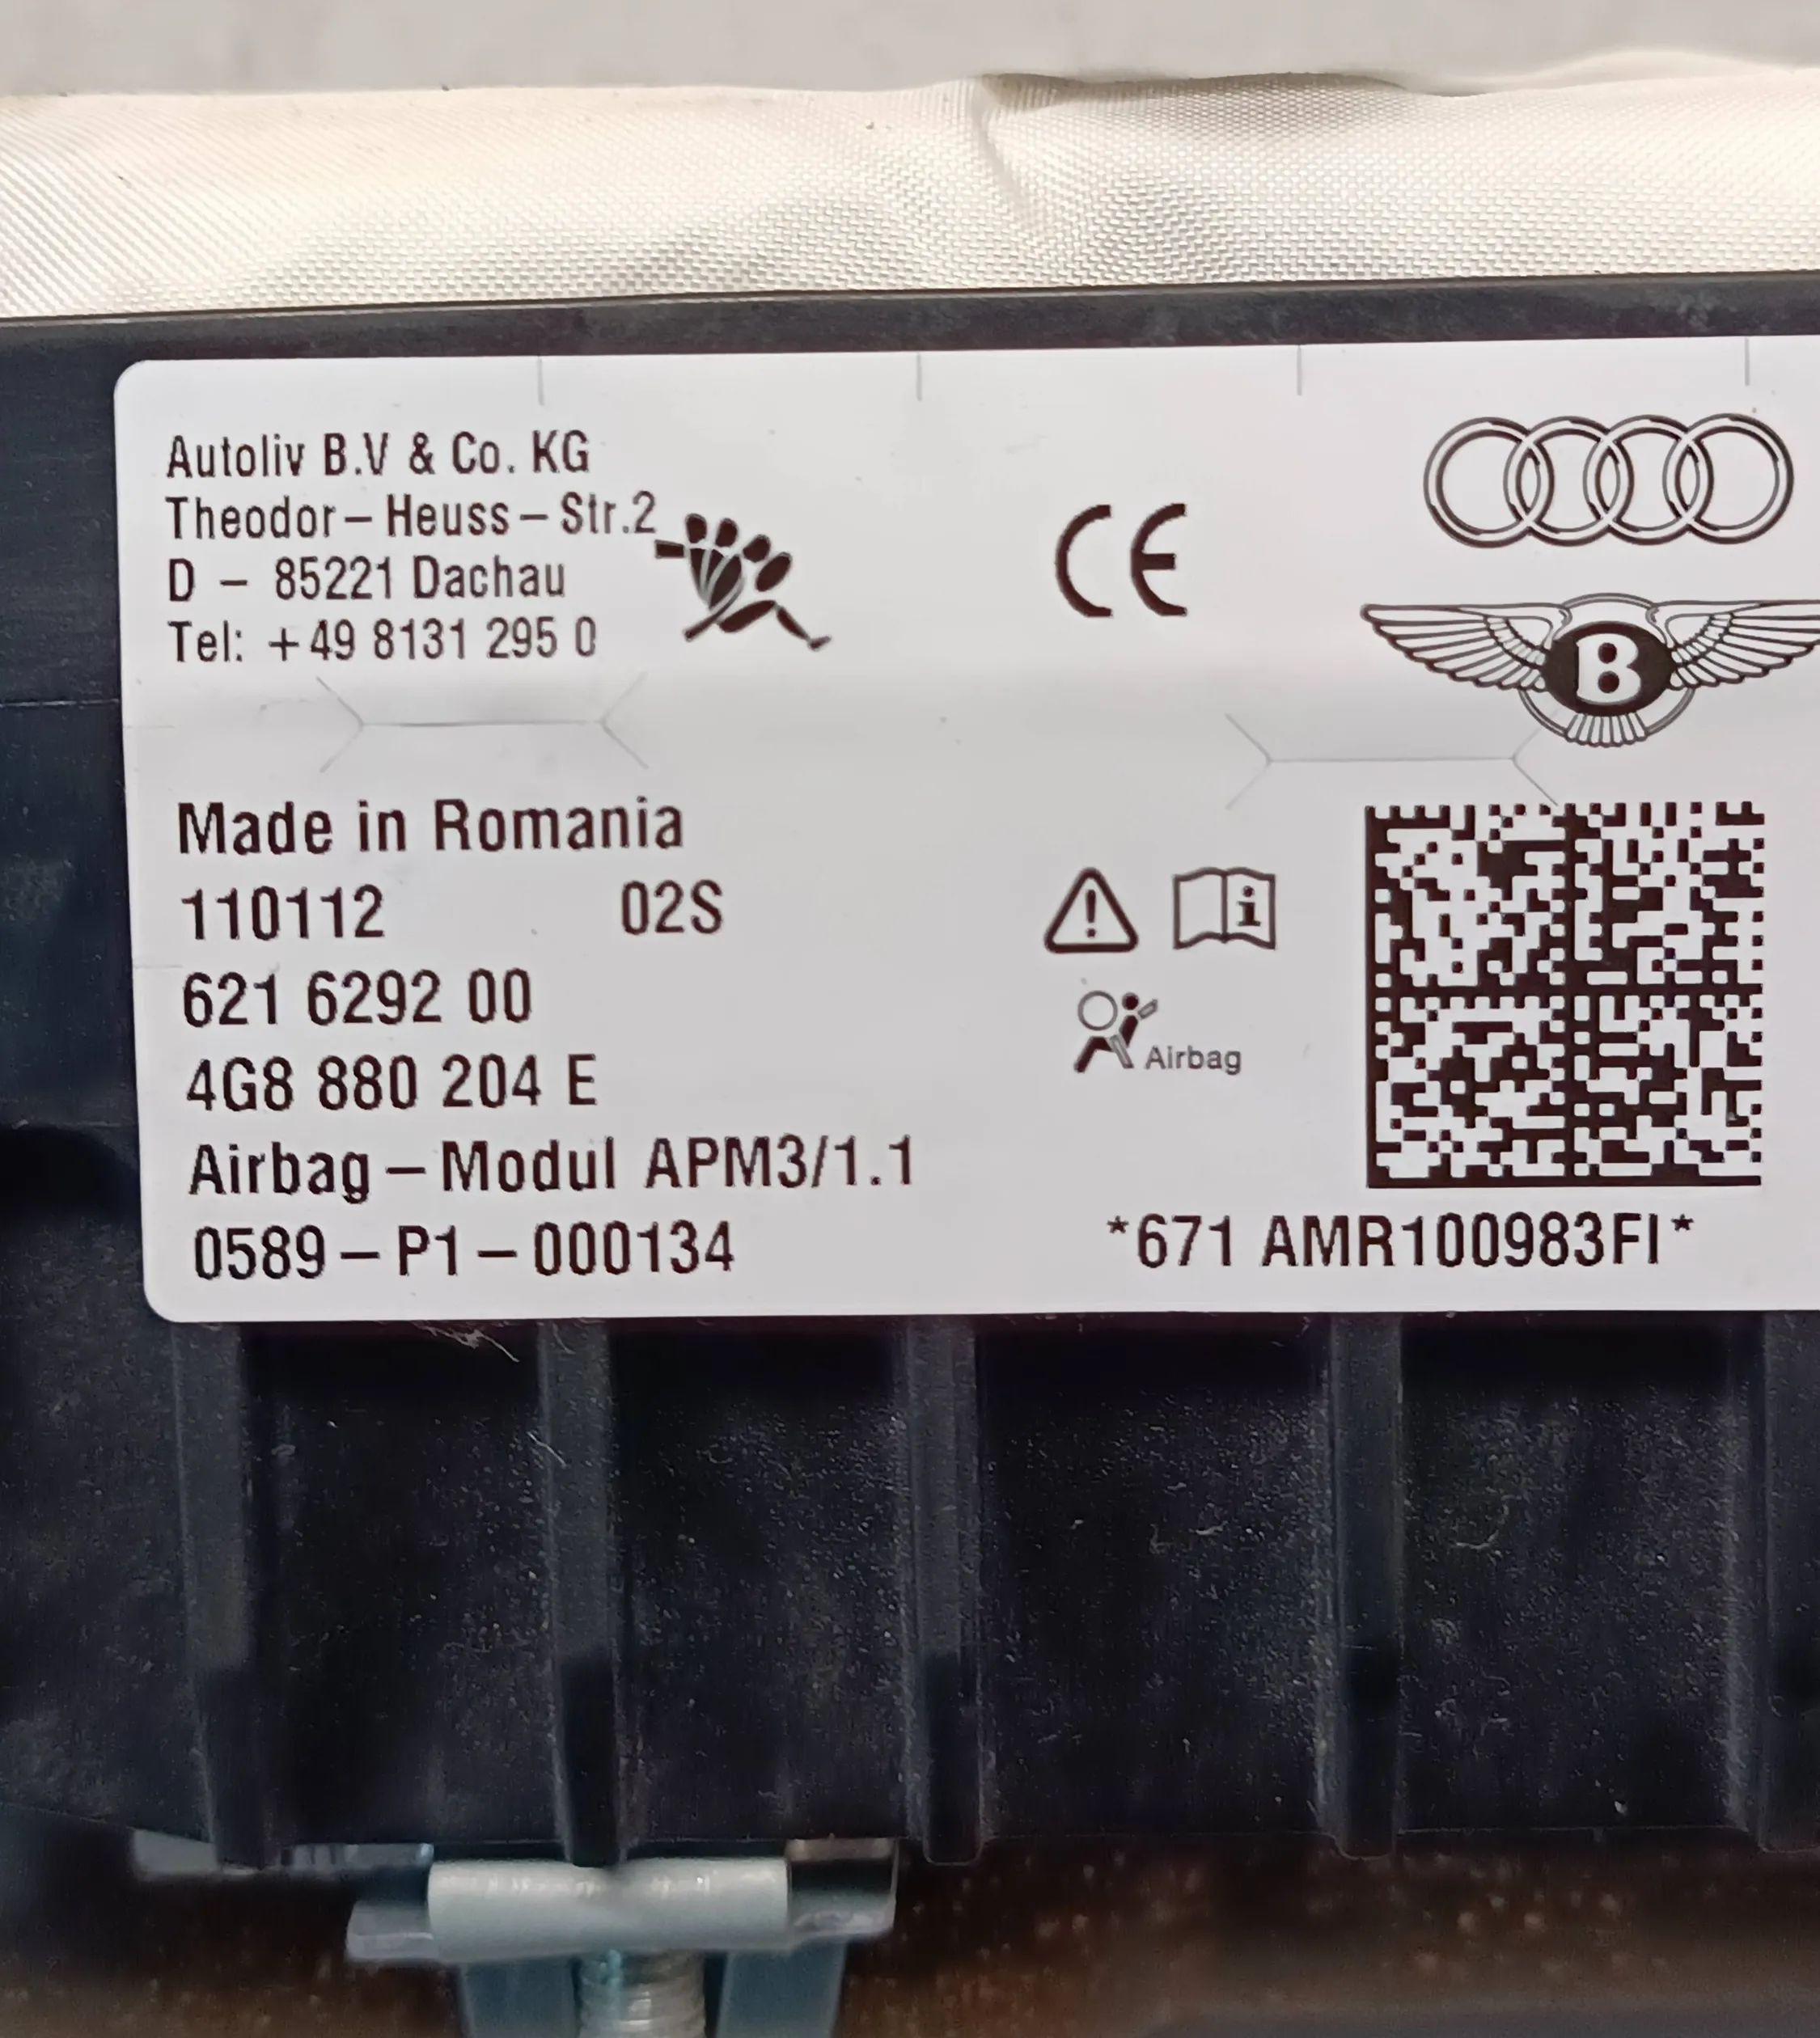 Autoliv B.V & Co. KG
Theodor-Heuss-Str.2
D - 85221 Dachau
Tel: +49 8131 295 0
CE
B
Made in Romania
110112 02S
621 6292 00
4G8 880 204 E
Airbag-Modul APM3/1.1
0589-P1-000134
Airbag
*671 AMR100983FI*